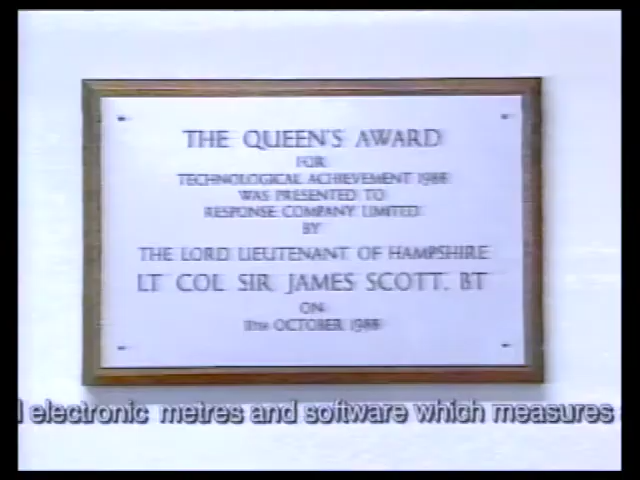 THE QUEEN'S AWARD
FOR
TECHNOLOGICAL ACHIEVEMENT 1988
WAS PRESENTED TO
RESPONSE COMPANY LIMITED
BY
THE LORD LIEUTENANT OF HAMPSHIRE
LT COL SIR JAMES SCOTT. BT
ON
OCTOBER 1988
electronic metres and software which measures